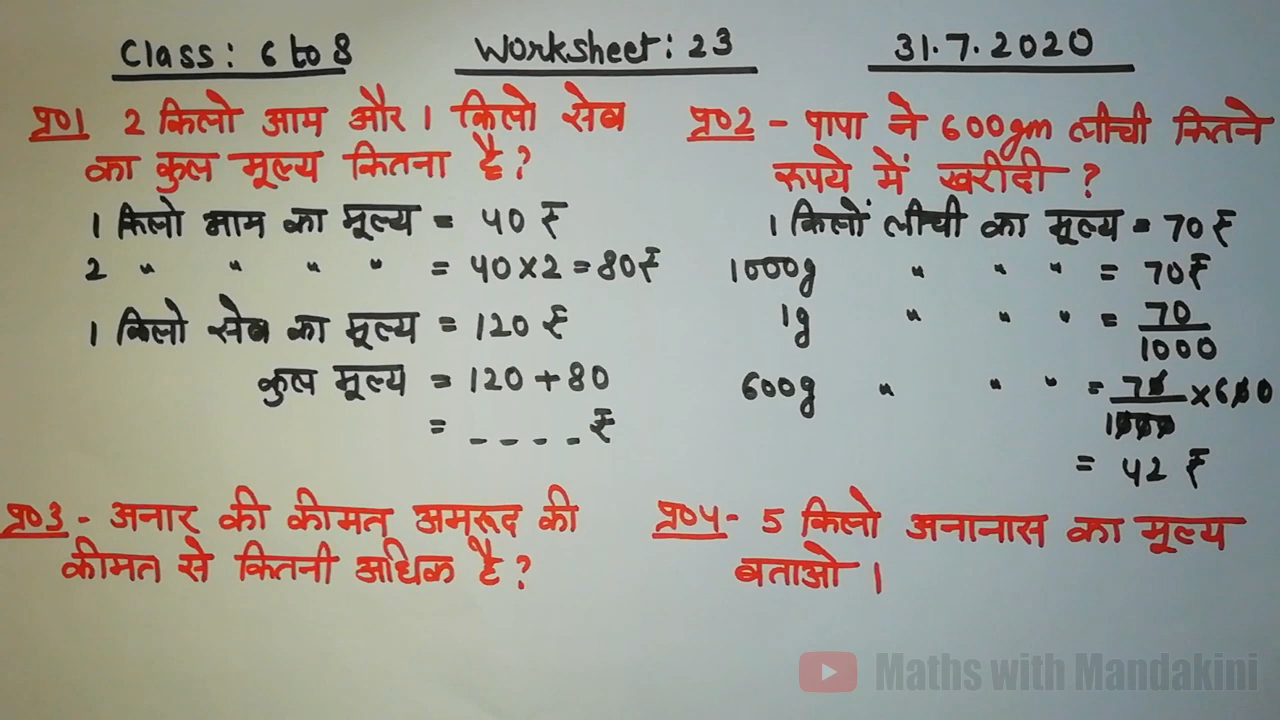 Class: 6 to 8
Worksheet: 23
31.7.2020
प्र01 2 किलो आम और 1 किलो सेब
का कुल मूल्य कितना है?
1 किलो आम का मूल्य = 40 ₹
2 " " " " = 40×2=80₹
1 किलो सेब का मूल्य = 120 ₹
कुल मूल्य = 120+80
= _ _ _ _ ₹
प्र02 - पापा ने 600gm लीची कितने
रूपये में खरीदी ?
1 किलों लीची का मूल्य = 70₹
1000g " " " = 70₹
1g " " " = 70/1000
600g " " " = 70/1000 ×600
= 42 ₹
प्र03 - अनार की कीमत अमरूद की
कीमत से कितनी अधिक है?
प्र04 - 5 किलो अनानास का मूल्य
बताओ ।
Maths with Mandakini